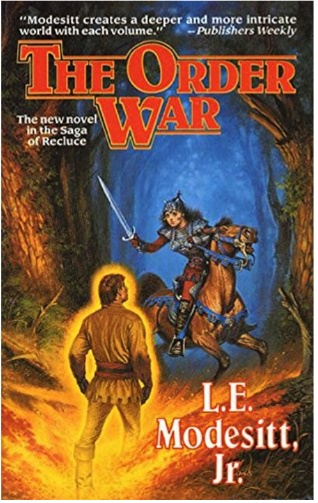 "Modesitt creates a deeper and more intricate
world with each volume." —Publishers Weekly
THE ORDER
WAR
The new novel
in the Saga
of Recluce
L.E.
Modesitt,
Jr.